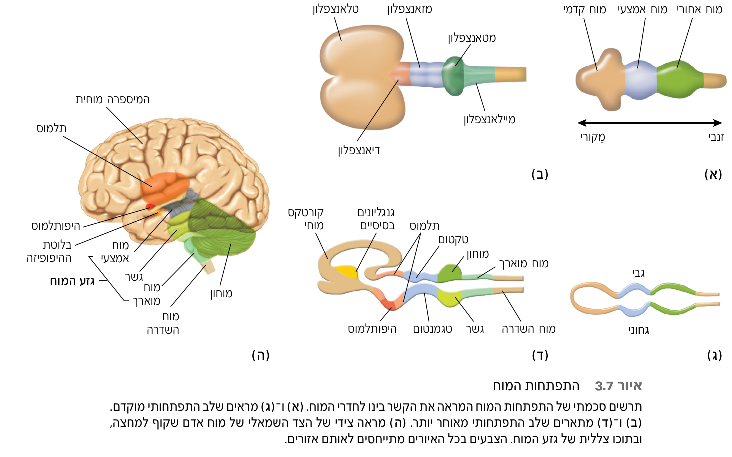 מוח קדמי
מוח אמצעי
מוח אחורי
מקורי
זנבי
(א)
טלאנצפלון
מזאנצפלון
מטאנצפלון
מיילאנצפלון
דיאנצפלון
(ב)
גבי
גחוני
(ג)
קורטקס
מוחי
גנגליונים
בסיסיים
תלמוס
טקטום
מוחון
מוח מוארך
היפותלמוס
טגמנטום
גשר
מוח השדרה
(ד)
המיספרה מוחית
תלמוס
היפותלמוס
בלוטת
ההיפופיזה
מוח
אמצעי
גשר
גזע המוח
מוח
מוארך
מוח
השדרה
מוחון
(ה)
איור 3.7 התפתחות המוח
תרשים סכמתי של התפתחות המוח המראה את הקשר בינו לחדרי המוח. (א) ו־(ג) מראים שלב התפתחותי מוקדם.
(ב) ו־(ד) מתארים שלב התפתחותי מאוחר יותר. (ה) מראה צידי של הצד השמאלי של מוח אדם שקוף למחצה,
ובתוכו צללית של גזע המוח. הצבעים בכל האיורים מתייחסים לאותם אזורים.